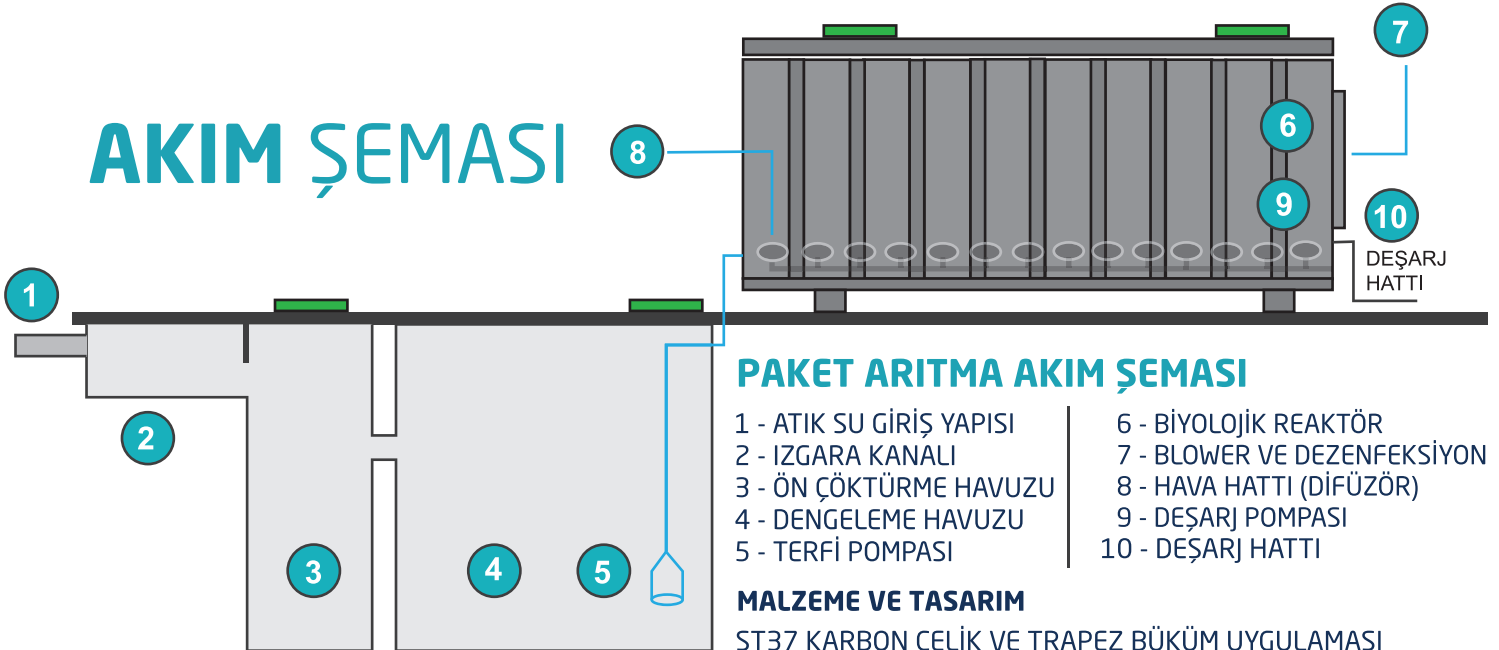 AKIM ŞEMASI
1
2
3
4
5
6
7
8
9
10
DEŞARJ
HATTI
PAKET ARITMA AKIM ŞEMASI
1 - ATIK SU GİRİŞ YAPISI
2 - IZGARA KANALI
3 - ÖN ÇÖKTÜRME HAVUZU
4 - DENGELEME HAVUZU
5 - TERFİ POMPASI
6 - BİYOLOJİK REAKTÖR
7 - BLOWER VE DEZENFEKSİYON
8 - HAVA HATTI (DİFÜZÖR)
9 - DEŞARJ POMPASI
10 - DEŞARJ HATTI
MALZEME VE TASARIM
ST37 KARBON ÇELİK VE TRAPEZ BÜKÜM UYGULAMASI